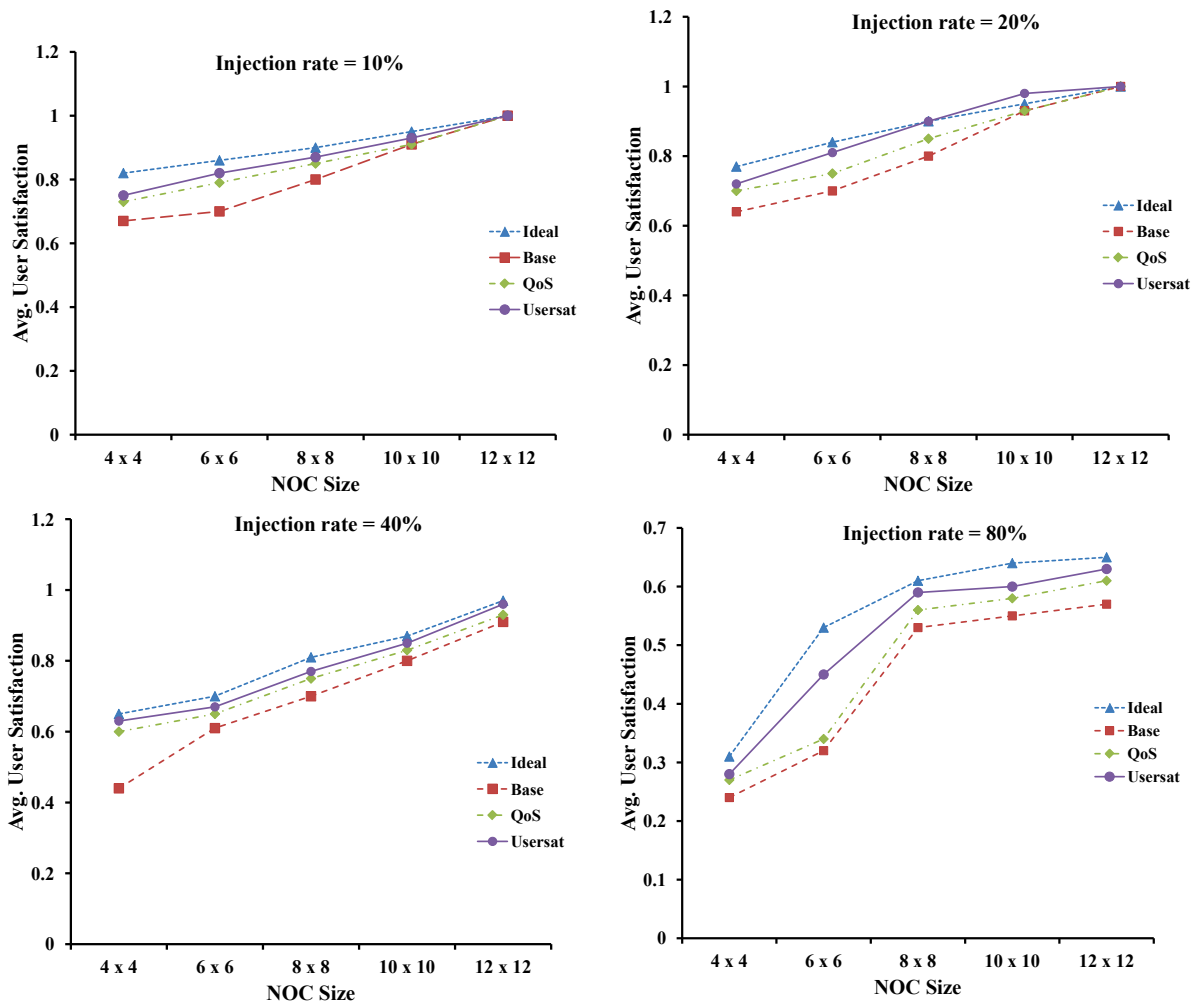 Injection rate = 10%
Avg. User Satisfaction
1.2
1
0.8
0.6
0.4
0.2
0
4 x 4 6 x 6 8 x 8 10 x 10 12 x 12
NOC Size
Ideal
Base
QoS
Usersat
Injection rate = 20%
Avg. User Satisfaction
1.2
1
0.8
0.6
0.4
0.2
0
4 x 4 6 x 6 8 x 8 10 x 10 12 x 12
NOC Size
Ideal
Base
QoS
Usersat
Injection rate = 40%
Avg. User Satisfaction
1.2
1
0.8
0.6
0.4
0.2
0
4 x 4 6 x 6 8 x 8 10 x 10 12 x 12
NOC Size
Ideal
Base
QoS
Usersat
Injection rate = 80%
Avg. User Satisfaction
0.7
0.6
0.5
0.4
0.3
0.2
0.1
0
4 x 4 6 x 6 8 x 8 10 x 10 12 x 12
NOC Size
Ideal
Base
QoS
Usersat